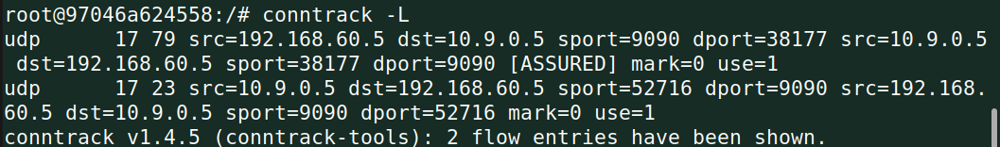 root@97046a624558:/# conntrack -L
udp      17 79 src=192.168.60.5 dst=10.9.0.5 sport=9090 dport=38177 src=10.9.0.5
 dst=192.168.60.5 sport=38177 dport=9090 [ASSURED] mark=0 use=1
udp      17 23 src=10.9.0.5 dst=192.168.60.5 sport=52716 dport=9090 src=192.168.
60.5 dst=10.9.0.5 sport=9090 dport=52716 mark=0 use=1
conntrack v1.4.5 (conntrack-tools): 2 flow entries have been shown.